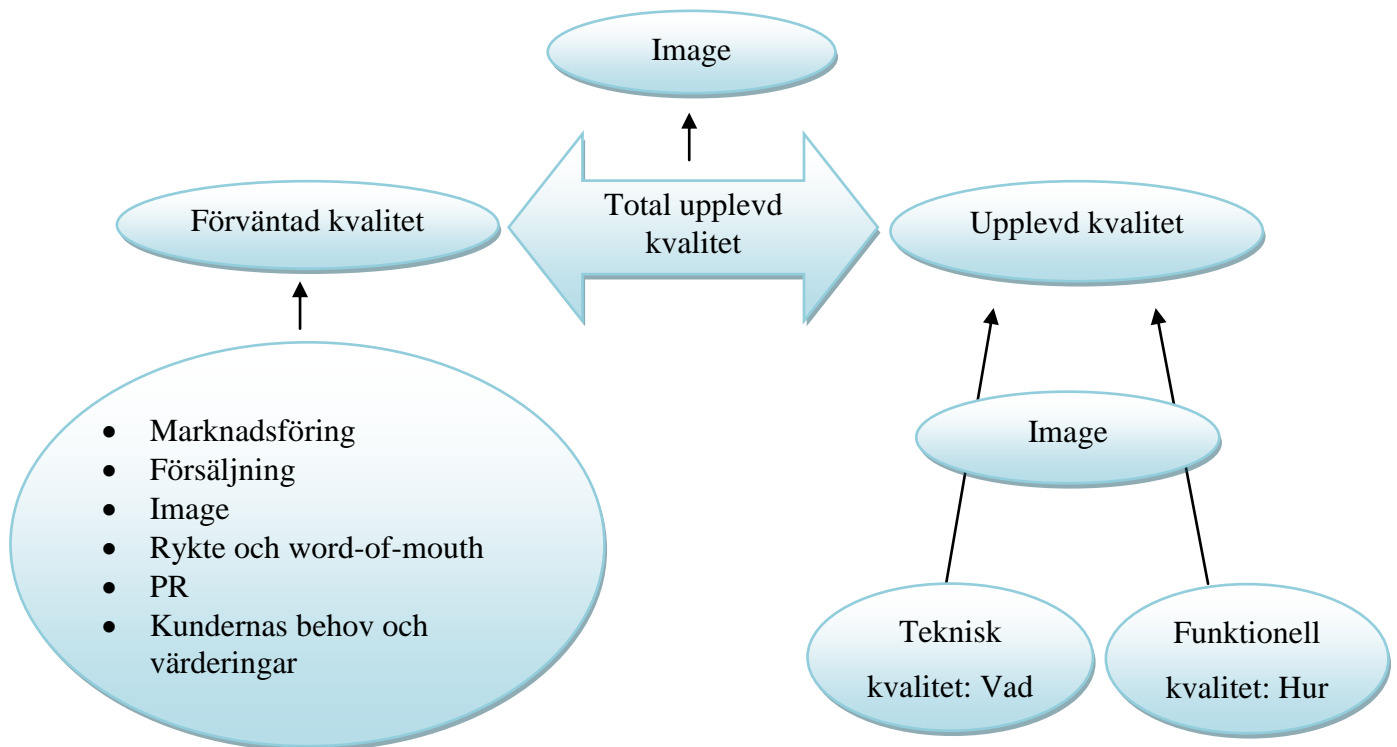 Image
Total upplevd
kvalitet
Förväntad kvalitet
Upplevd kvalitet
• Marknadsföring
• Försäljning
• Image
• Rykte och word-of-mouth
• PR
• Kundernas behov och
värderingar
Image
Teknisk
kvalitet: Vad
Funktionell
kvalitet: Hur